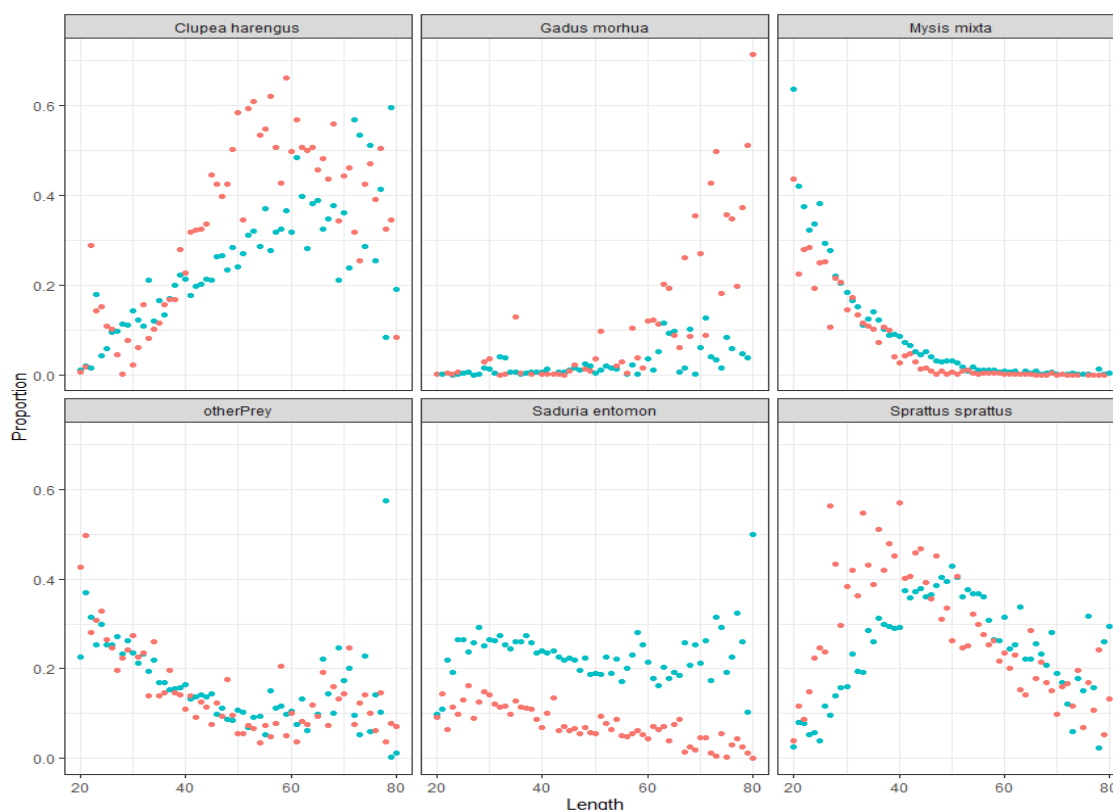 Clupea harengus Gadus morhua Mysis mixta
0.6
0.4
0.2
0.0
Proportion
otherPrey Saduria entomon Sprattus sprattus
0.6
0.4
0.2
0.0
20 40 60 80 20 40 60 80 20 40 60 80
Length